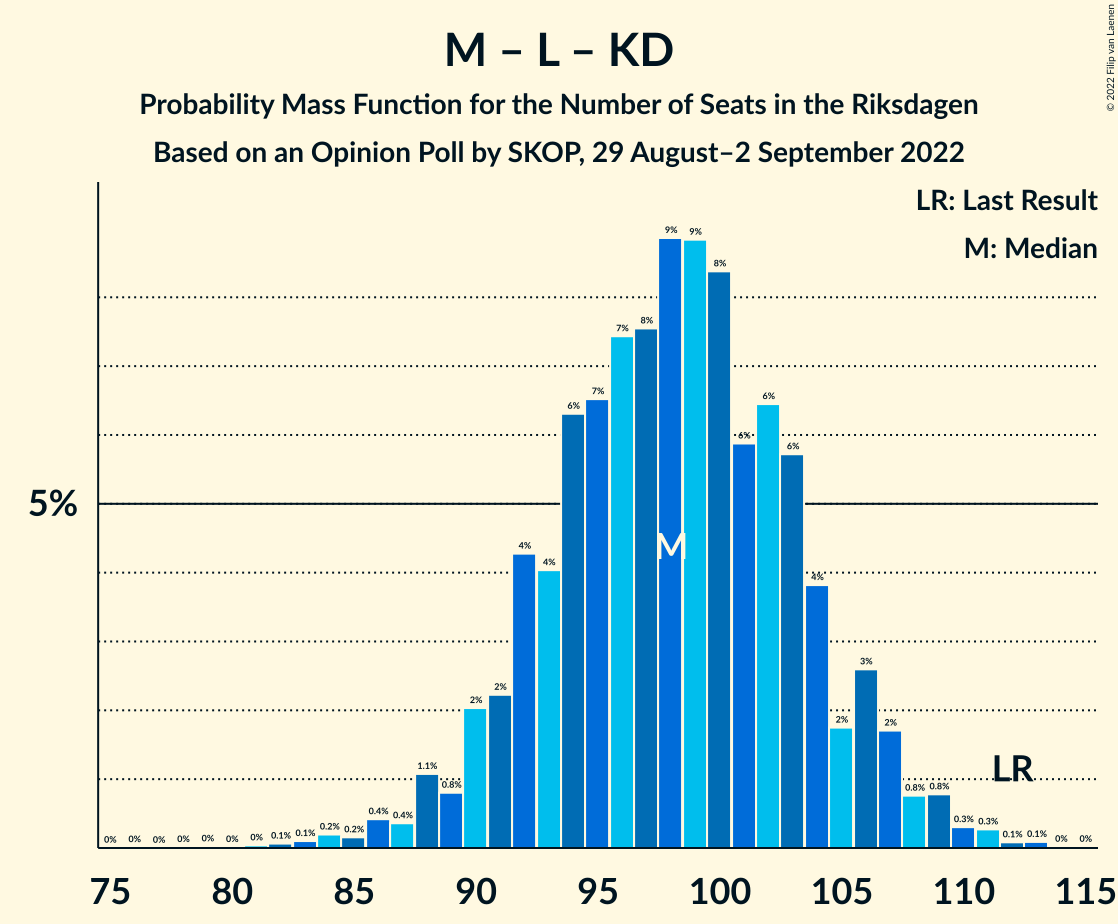 M – L – KD
Probability Mass Function for the Number of Seats in the Riksdagen
Based on an Opinion Poll by SKOP, 29 August–2 September 2022
© 2022 Filip van Laenen
LR: Last Result
M: Median
5%
0% 0% 0% 0% 0% 0% 0% 0.1% 0.1% 0.2% 0.2% 0.4% 0.4% 1.1% 0.8% 2% 2% 4% 4% 6% 7% 7% 8% 9% 9% 8% 6% 6% 6% 4% 2% 3% 2% 0.8% 0.8% 0.3% 0.3% 0.1% 0.1% 0% 0%
M
LR
75 80 85 90 95 100 105 110 115